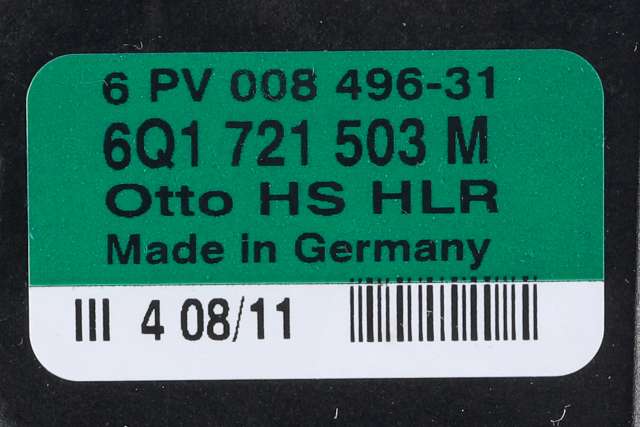 6 PV 008 496-31
6Q1 721 503 M
Otto HS HLR
Made in Germany
III 4 08/11